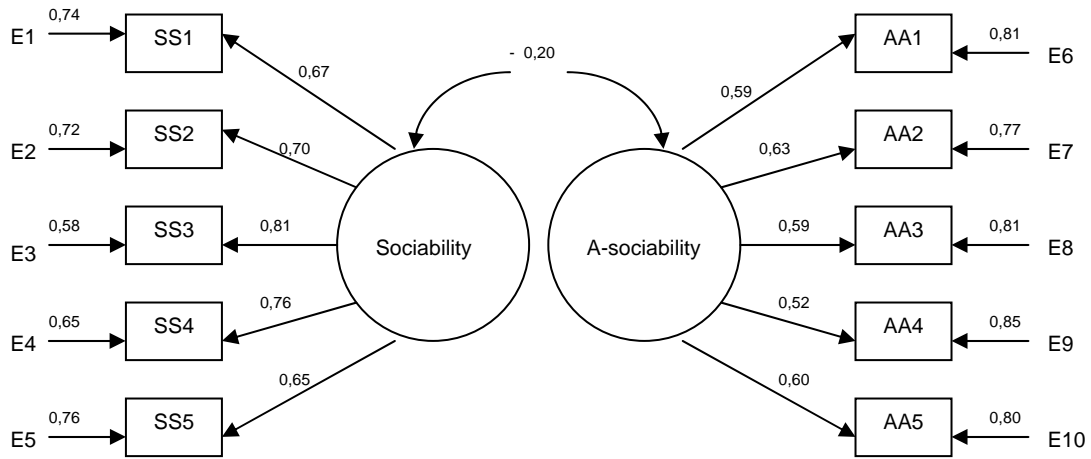 0,74
E1
SS1
0,67
0,72
E2
SS2
0,70
0,58
E3
SS3
0,81
0,65
E4
SS4
0,76
0,76
E5
SS5
0,65
Sociability
- 0,20
A-sociability
0,59
AA1
0,81
E6
0,63
AA2
0,77
E7
0,59
AA3
0,81
E8
0,52
AA4
0,85
E9
0,60
AA5
0,80
E10